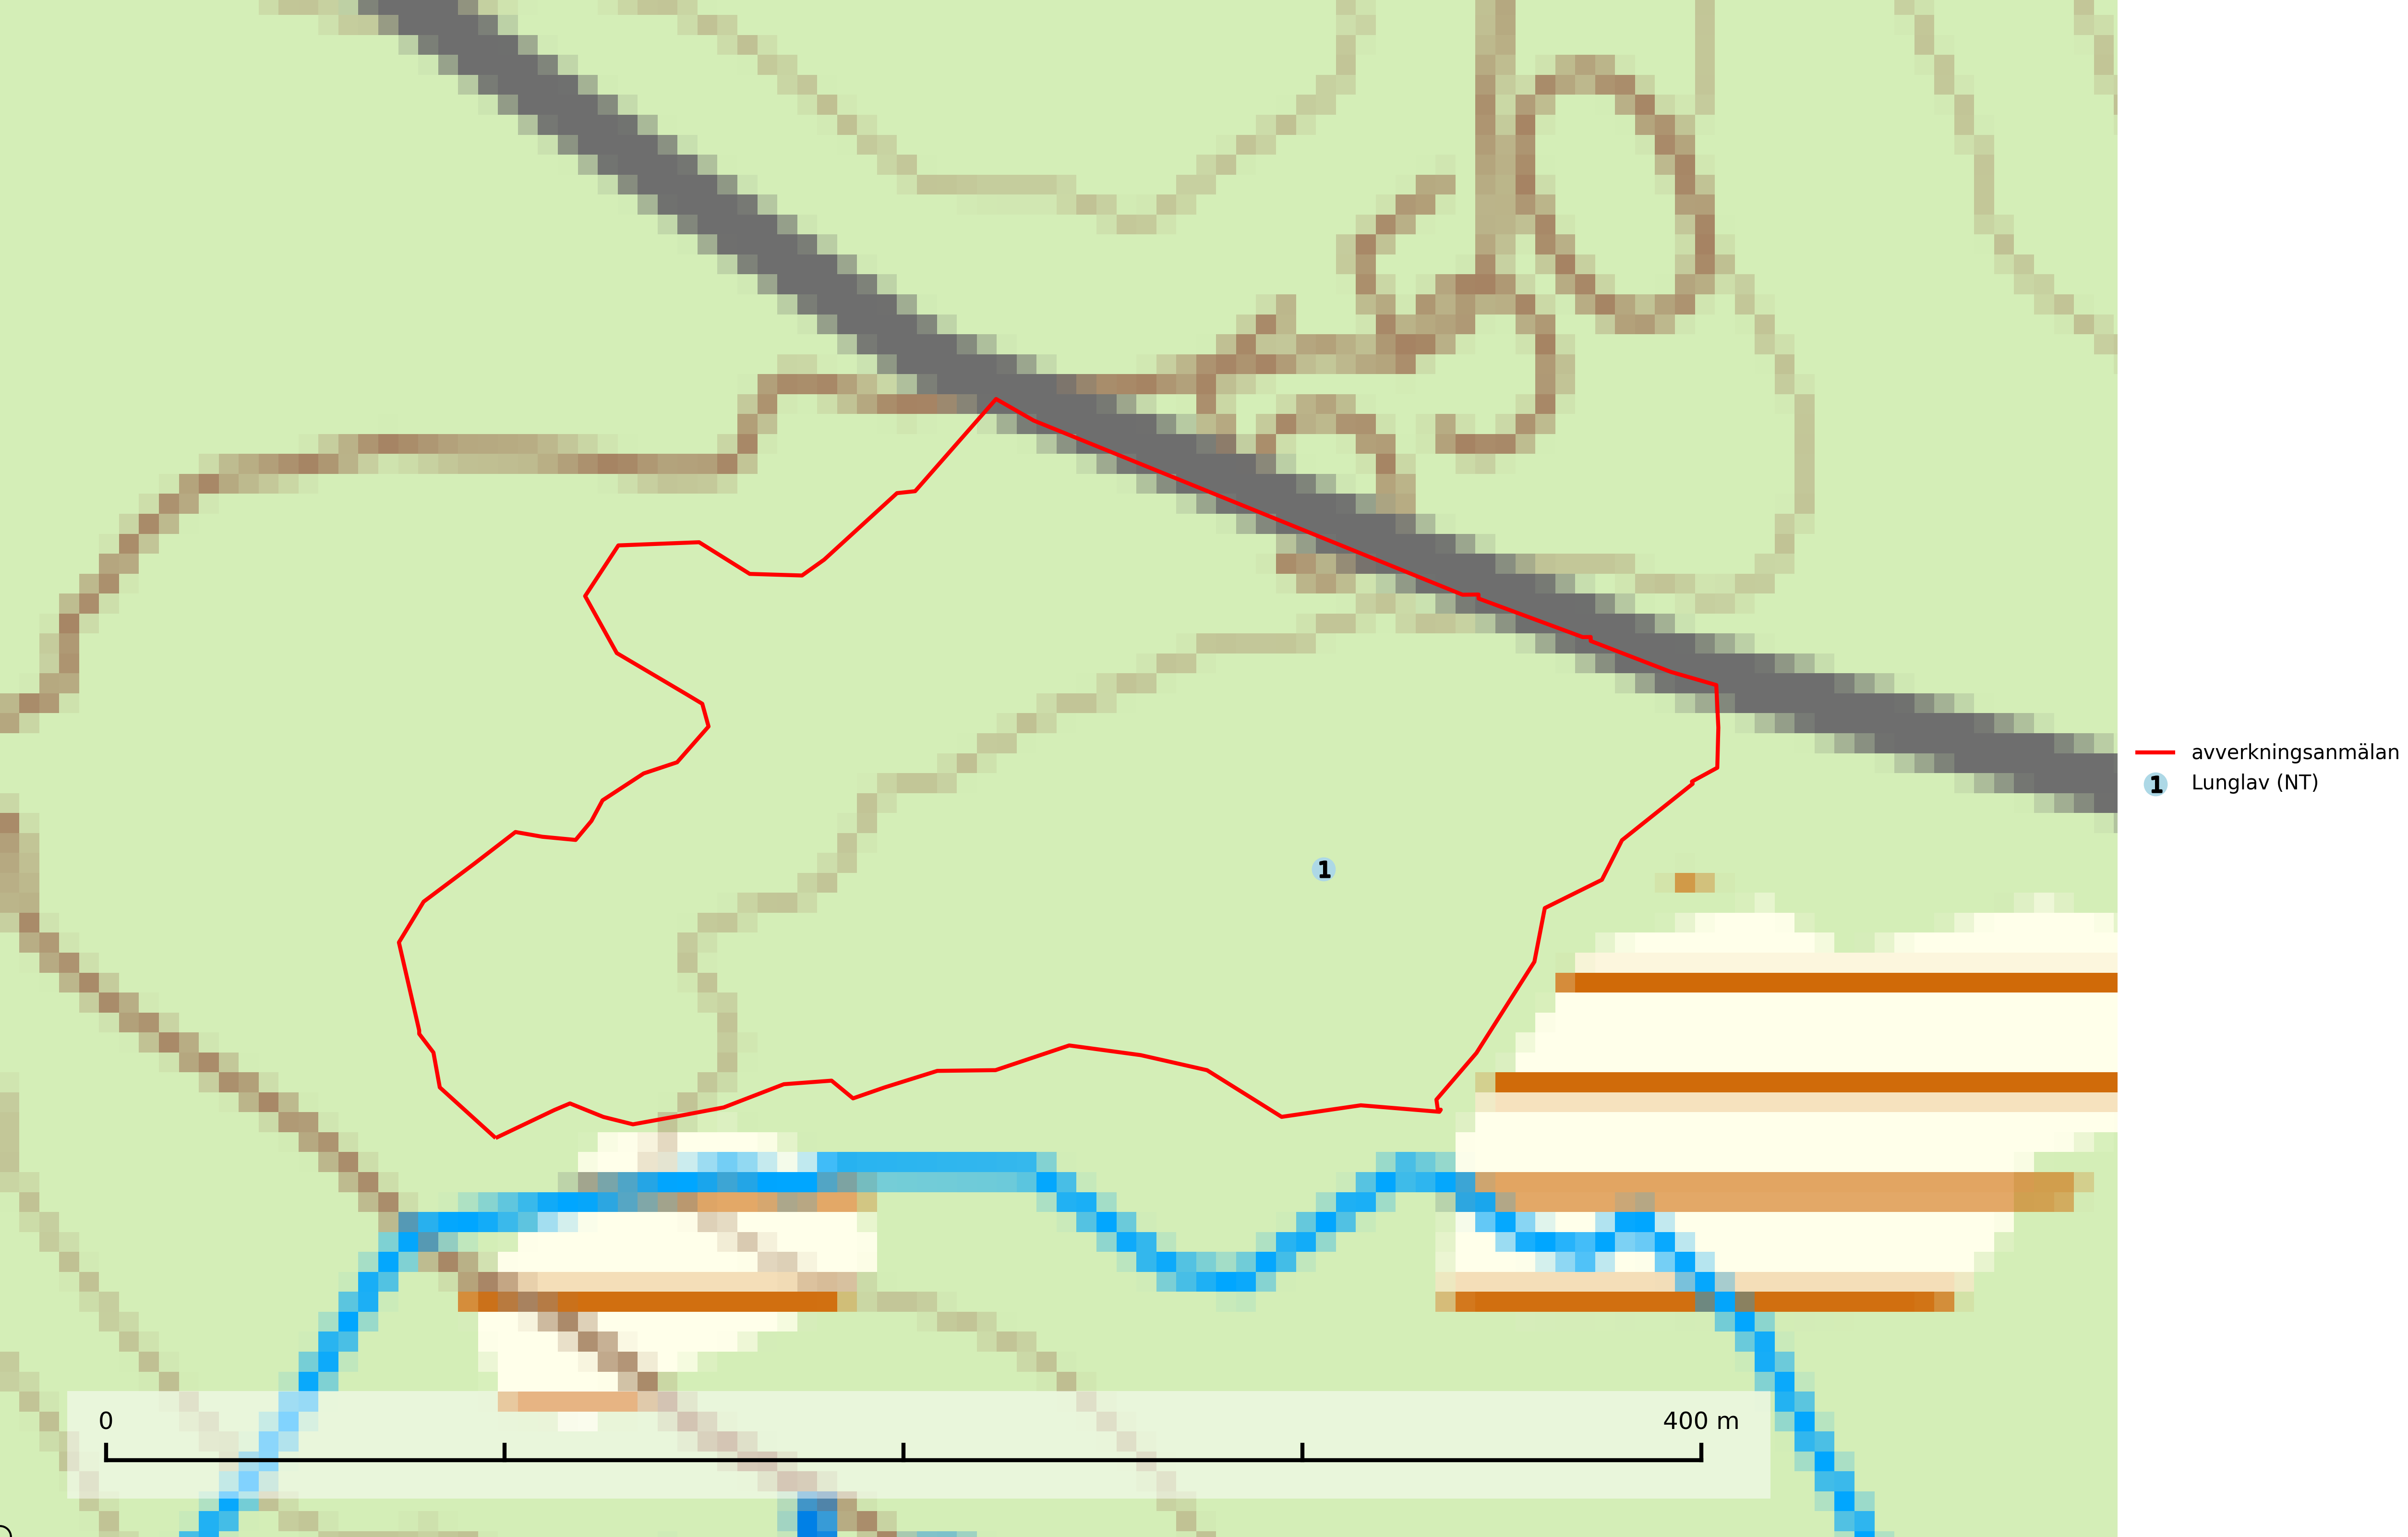 avverkningsanmälan
1 Lunglav (NT)
1
0 400 m